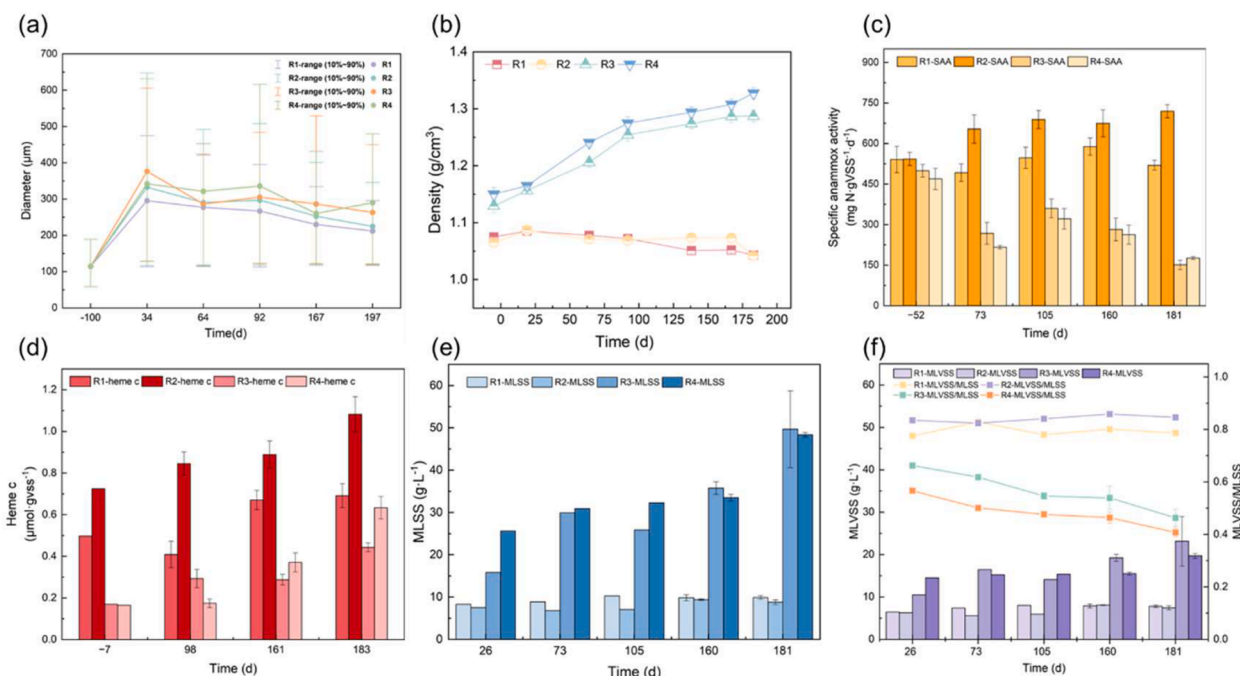 (a)
700
600
500
400
300
200
100
0
Diameter (μm)
R1-range (10%~90%) R1
R2-range (10%~90%) R2
R3-range (10%~90%) R3
R4-range (10%~90%) R4
-100 34 64 92 167 197
Time(d)
(b)
1.4
1.3
1.2
1.1
1.0
Density (g/cm³)
R1 R2 R3 R4
0 25 50 75 100 125 150 175 200
Time (d)
(c)
900
750
600
450
300
150
0
Specific anammox activity
(mg N·gVSS⁻¹·d⁻¹)
R1-SAA R2-SAA R3-SAA R4-SAA
−52 73 105 160 181
Time (d)
(d)
1.2
1.0
0.8
0.6
0.4
0.2
0.0
Heme c
(μmol·gvss⁻¹)
R1-heme c R2-heme c R3-heme c R4-heme c
−7 98 161 183
Time (d)
(e)
60
50
40
30
20
10
0
MLSS (g·L⁻¹)
R1-MLSS R2-MLSS R3-MLSS R4-MLSS
26 73 105 160 181
Time (d)
(f)
60
50
40
30
20
10
0
MLVSS (g·L⁻¹)
R1-MLVSS R2-MLVSS R3-MLVSS R4-MLVSS
R1-MLVSS/MLSS R2-MLVSS/MLSS
R3-MLVSS/MLSS R4-MLVSS/MLSS
1.0
0.8
0.6
0.4
0.2
0.0
MLVSS/MLSS
26 73 105 160 181
Time (d)